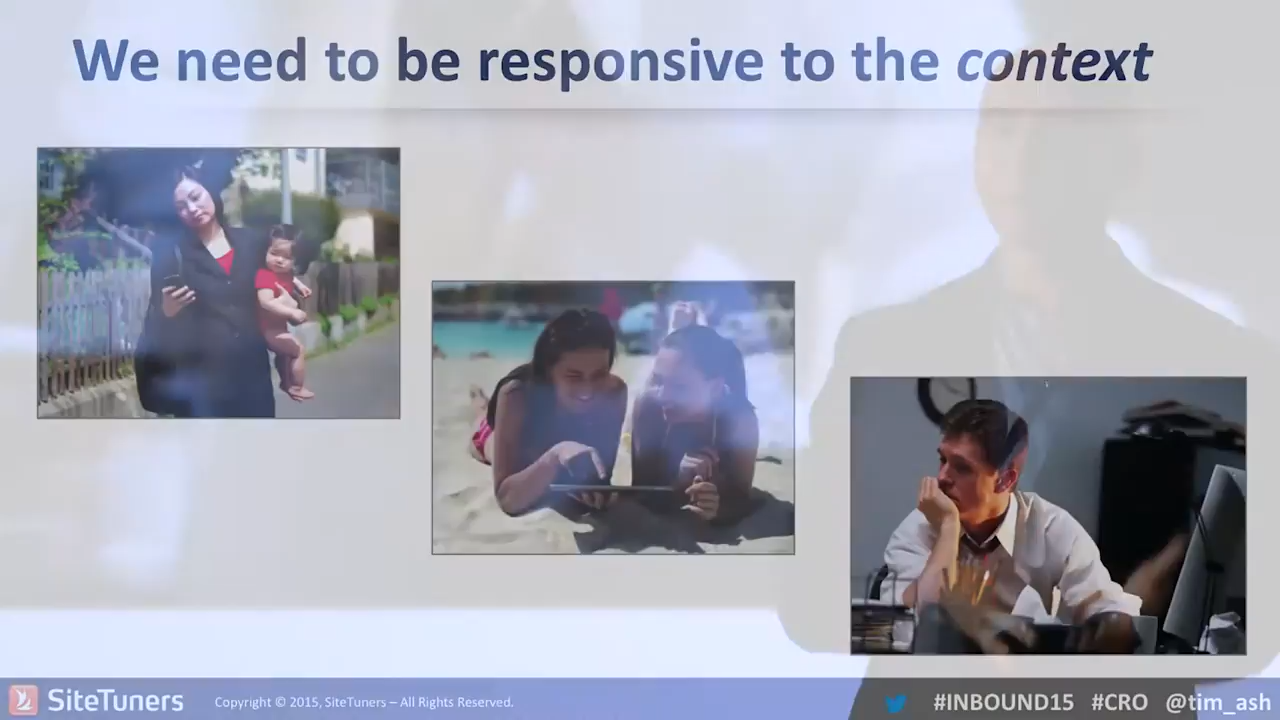 We need to be responsive to the context
SiteTuners
Copyright © 2015, SiteTuners – All Rights Reserved.
#INBOUND15 #CRO @tim_ash